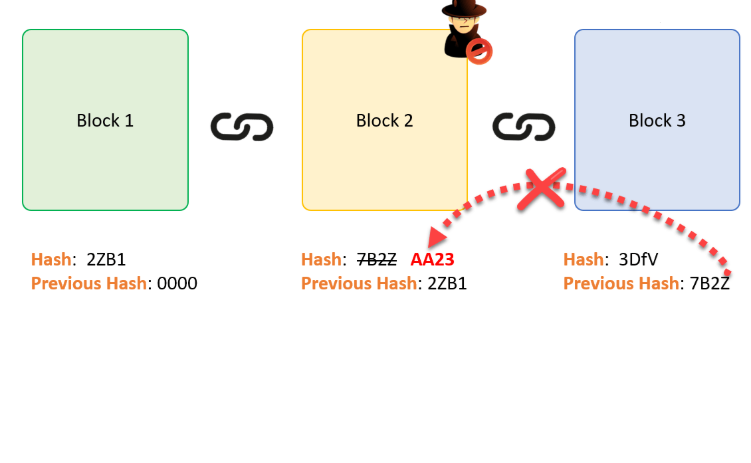 Block 1
Block 2
Block 3
Hash: 2ZB1
Previous Hash: 0000
Hash: 7B2Z AA23
Previous Hash: 2ZB1
Hash: 3DfV
Previous Hash: 7B2Z